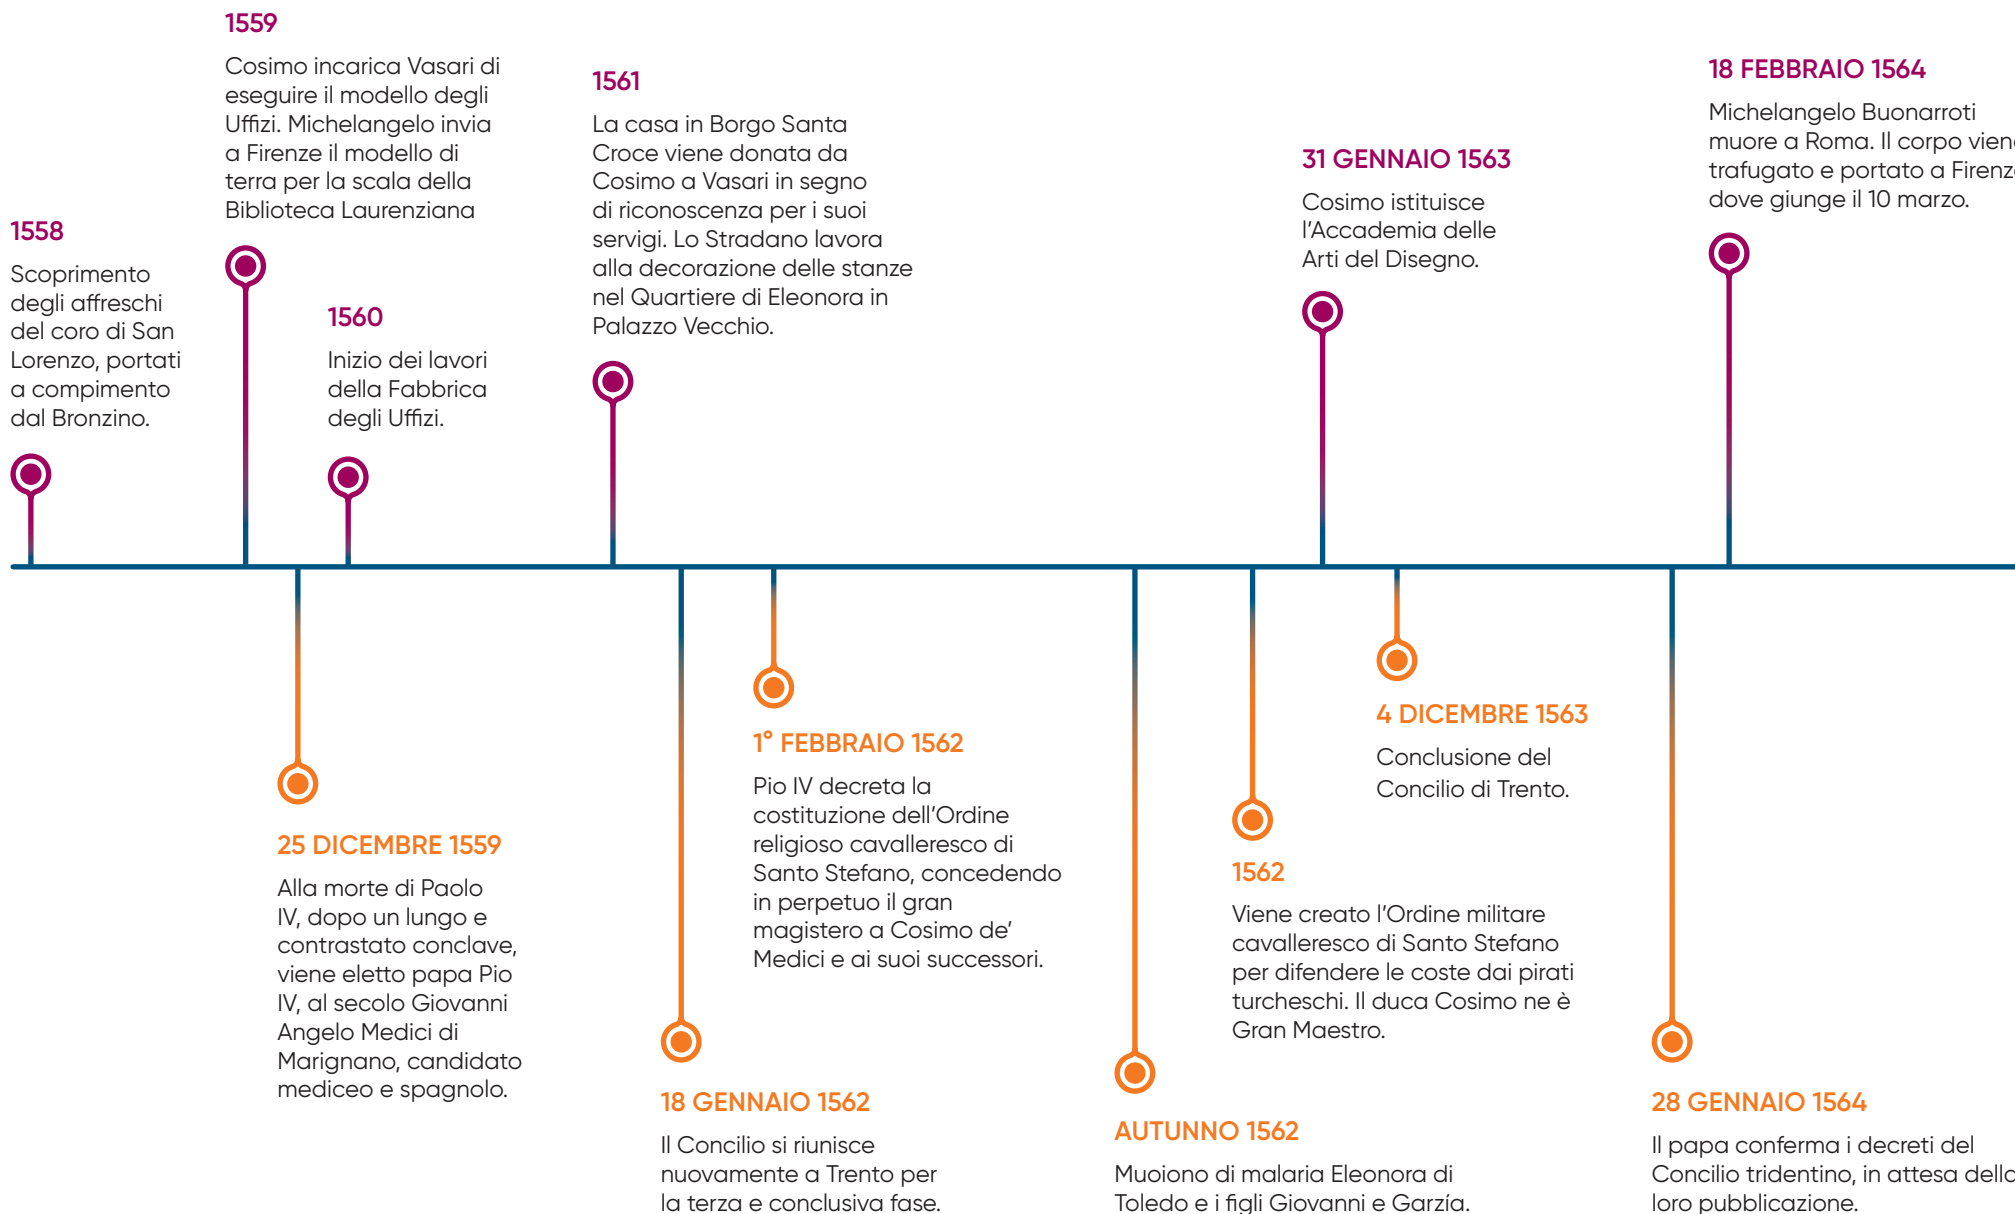 1558
Scoprimento
degli affreschi
del coro di San
Lorenzo, portati
a compimento
dal Bronzino.
1559
Cosimo incarica Vasari di
eseguire il modello degli
Uffizi. Michelangelo invia
a Firenze il modello di
terra per la scala della
Biblioteca Laurenziana
1560
Inizio dei lavori
della Fabbrica
degli Uffizi.
1561
La casa in Borgo Santa
Croce viene donata da
Cosimo a Vasari in segno
di riconoscenza per i suoi
servigi. Lo Stradano lavora
alla decorazione delle stanze
nel Quartiere di Eleonora in
Palazzo Vecchio.
31 GENNAIO 1563
Cosimo istituisce
l'Accademia delle
Arti del Disegno.
18 FEBBRAIO 1564
Michelangelo Buonarroti
muore a Roma. Il corpo viene
trafugato e portato a Firenze
dove giunge il 10 marzo.
25 DICEMBRE 1559
Alla morte di Paolo
IV, dopo un lungo e
contrastato conclave,
viene eletto papa Pio
IV, al secolo Giovanni
Angelo Medici di
Marignano, candidato
mediceo e spagnolo.
18 GENNAIO 1562
Il Concilio si riunisce
nuovamente a Trento per
la terza e conclusiva fase.
1° FEBBRAIO 1562
Pio IV decreta la
costituzione dell'Ordine
religioso cavalleresco di
Santo Stefano, concedendo
in perpetuo il gran
magistero a Cosimo de'
Medici e ai suoi successori.
AUTUNNO 1562
Muoiono di malaria Eleonora di
Toledo e i figli Giovanni e Garzía.
1562
Viene creato l'Ordine militare
cavalleresco di Santo Stefano
per difendere le coste dai pirati
turcheschi. Il duca Cosimo ne è
Gran Maestro.
4 DICEMBRE 1563
Conclusione del
Concilio di Trento.
28 GENNAIO 1564
Il papa conferma i decreti del
Concilio tridentino, in attesa della
loro pubblicazione.